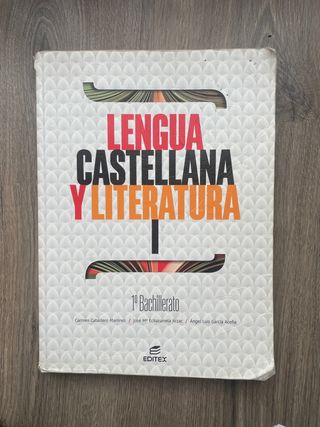 LENGUA
CASTELLANA
Y LITERATURA
I
1º Bachillerato
Carmen Caballero Martínez / José Mª Echazarreta Arzac / Ángel Luis García Aceña
EDITEX